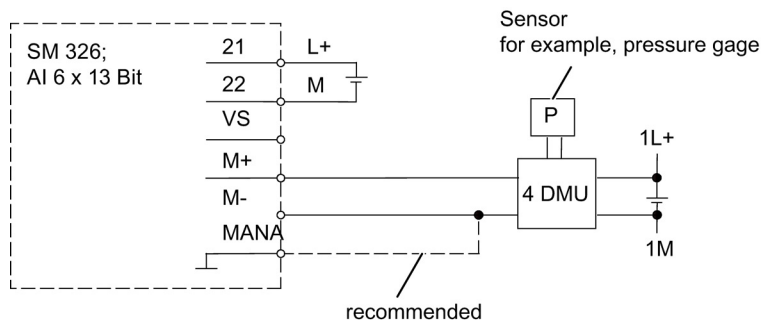 Sensor
for example, pressure gage
SM 326;
AI 6 x 13 Bit
21
L+
22
M
VS
P
M+
1L+
M-
4 DMU
MANA
1M
recommended